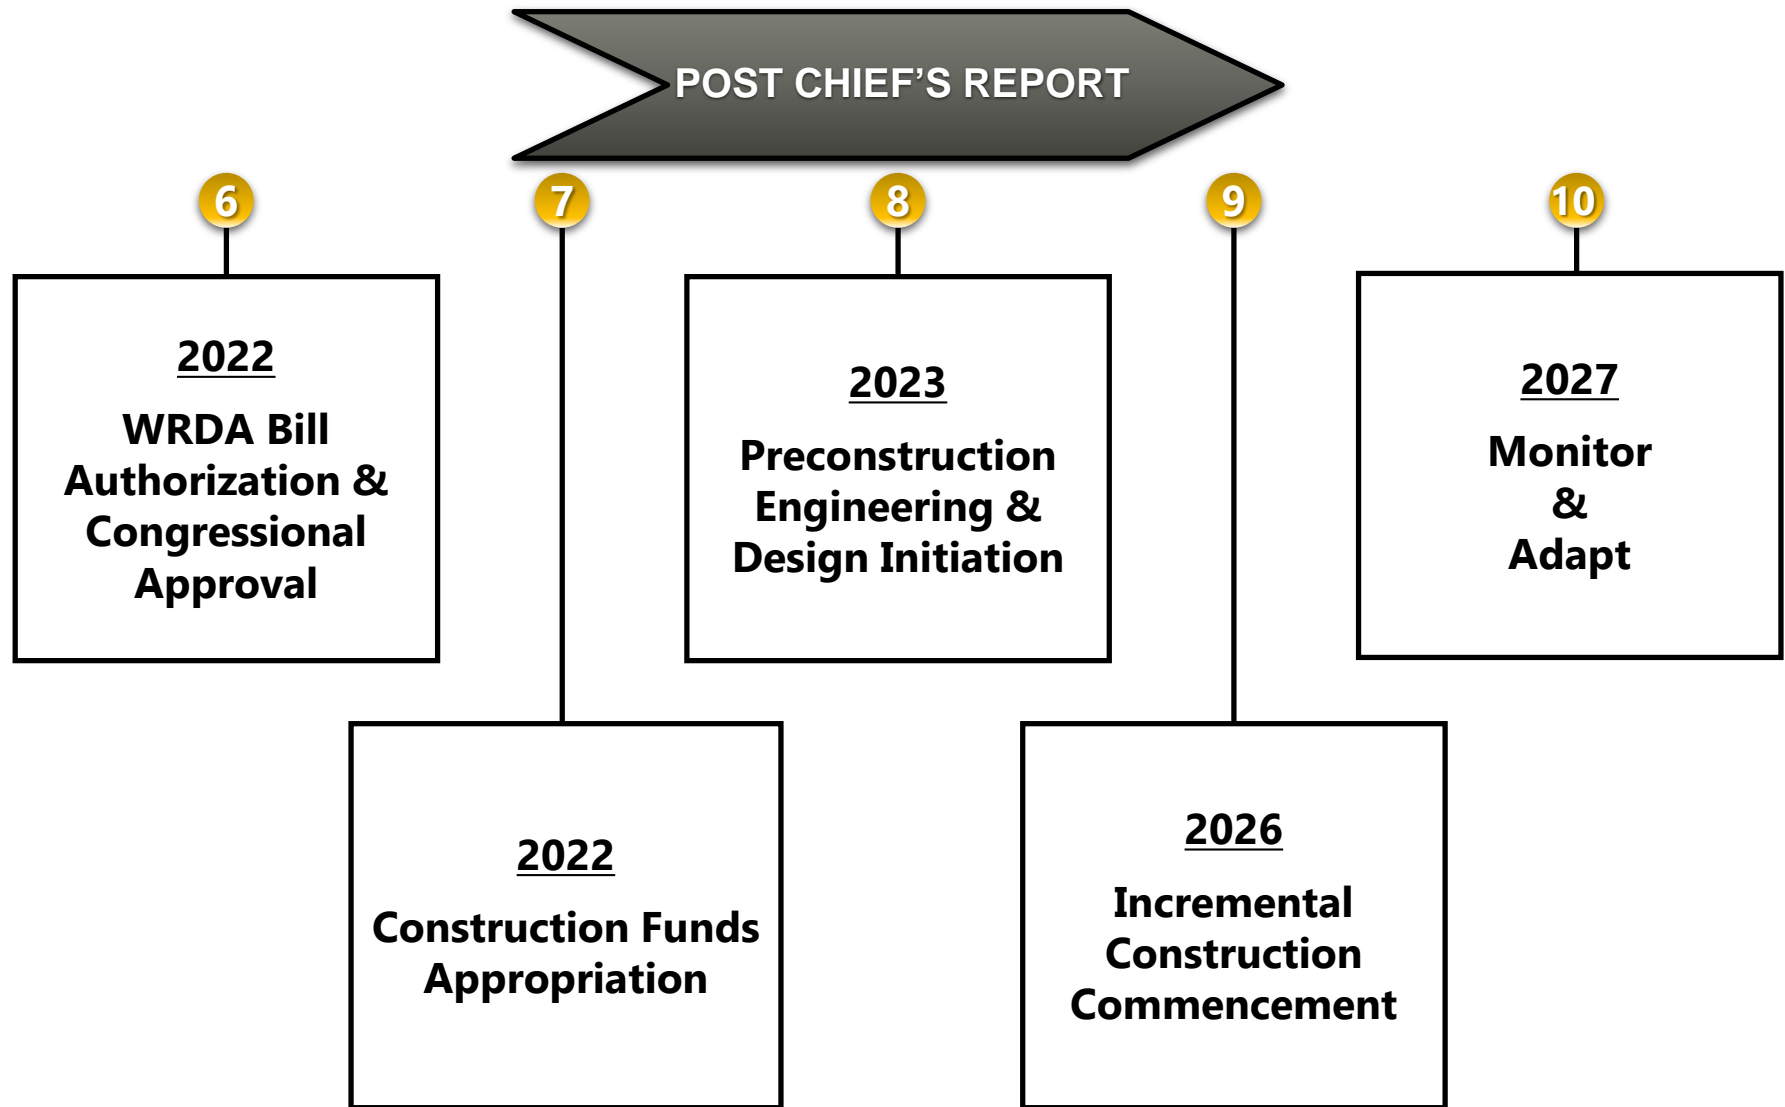 POST CHIEF’S REPORT
6
2022
WRDA Bill
Authorization &
Congressional
Approval
7
2022
Construction Funds
Appropriation
8
2023
Preconstruction
Engineering &
Design Initiation
9
2026
Incremental
Construction
Commencement
10
2027
Monitor
&
Adapt